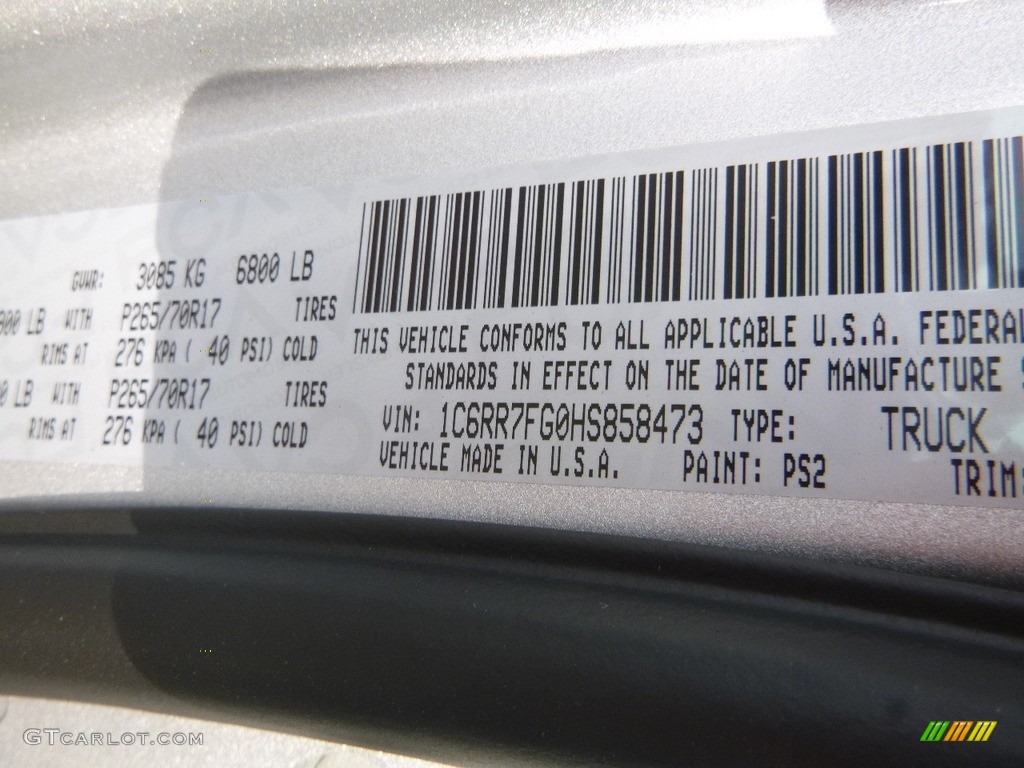 GVWR: 3085 KG 6800 LB
LB WITH P265/70R17 TIRES
RIMS AT 276 KPA ( 40 PSI) COLD
LB WITH P265/70R17 TIRES
RIMS AT 276 KPA ( 40 PSI) COLD
THIS VEHICLE CONFORMS TO ALL APPLICABLE U.S.A. FEDERAL
STANDARDS IN EFFECT ON THE DATE OF MANUFACTURE
VIN: 1C6RR7FG0HS858473 TYPE: TRUCK
VEHICLE MADE IN U.S.A. PAINT: PS2 TRIM:
GTcarlot.com